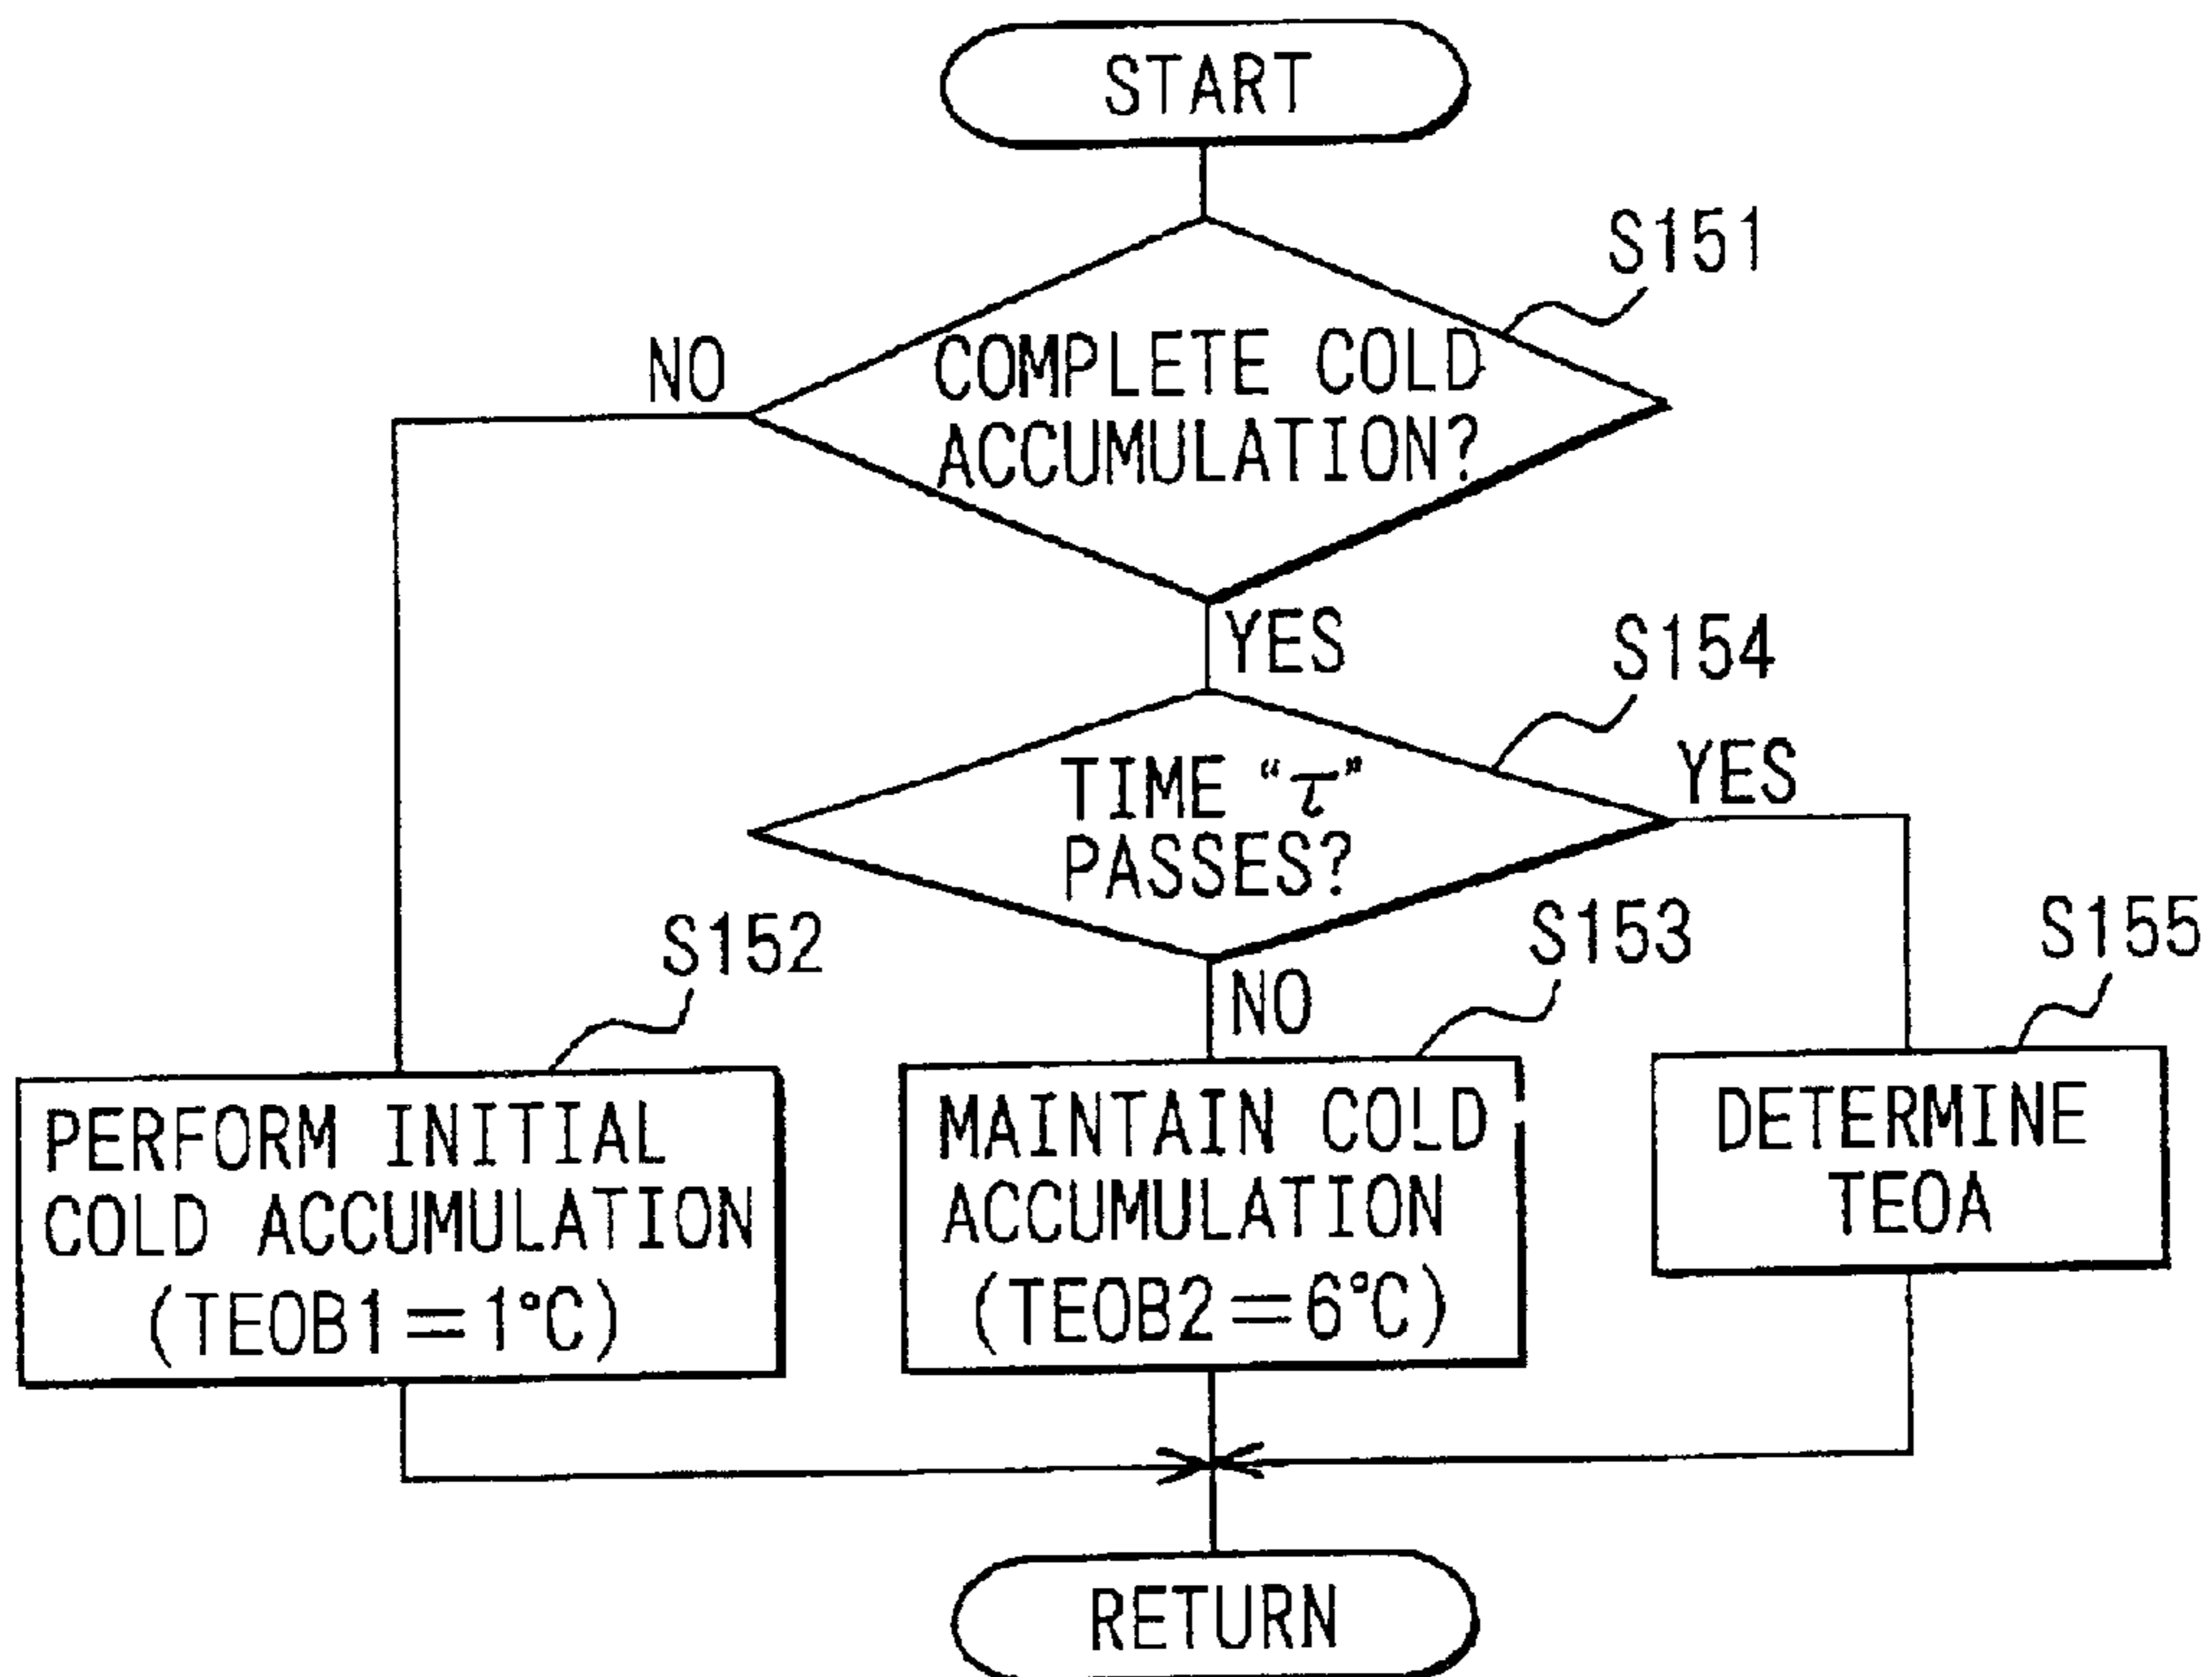 START
S151
NO
COMPLETE COLD
ACCUMULATION?
YES
S154
TIME “τ”
PASSES?
YES
S152
NO
S153
S155
PERFORM INITIAL
COLD ACCUMULATION
(TEOB1=1°C)
MAINTAIN COLD
ACCUMULATION
(TEOB2=6°C)
DETERMINE
TEOA
RETURN